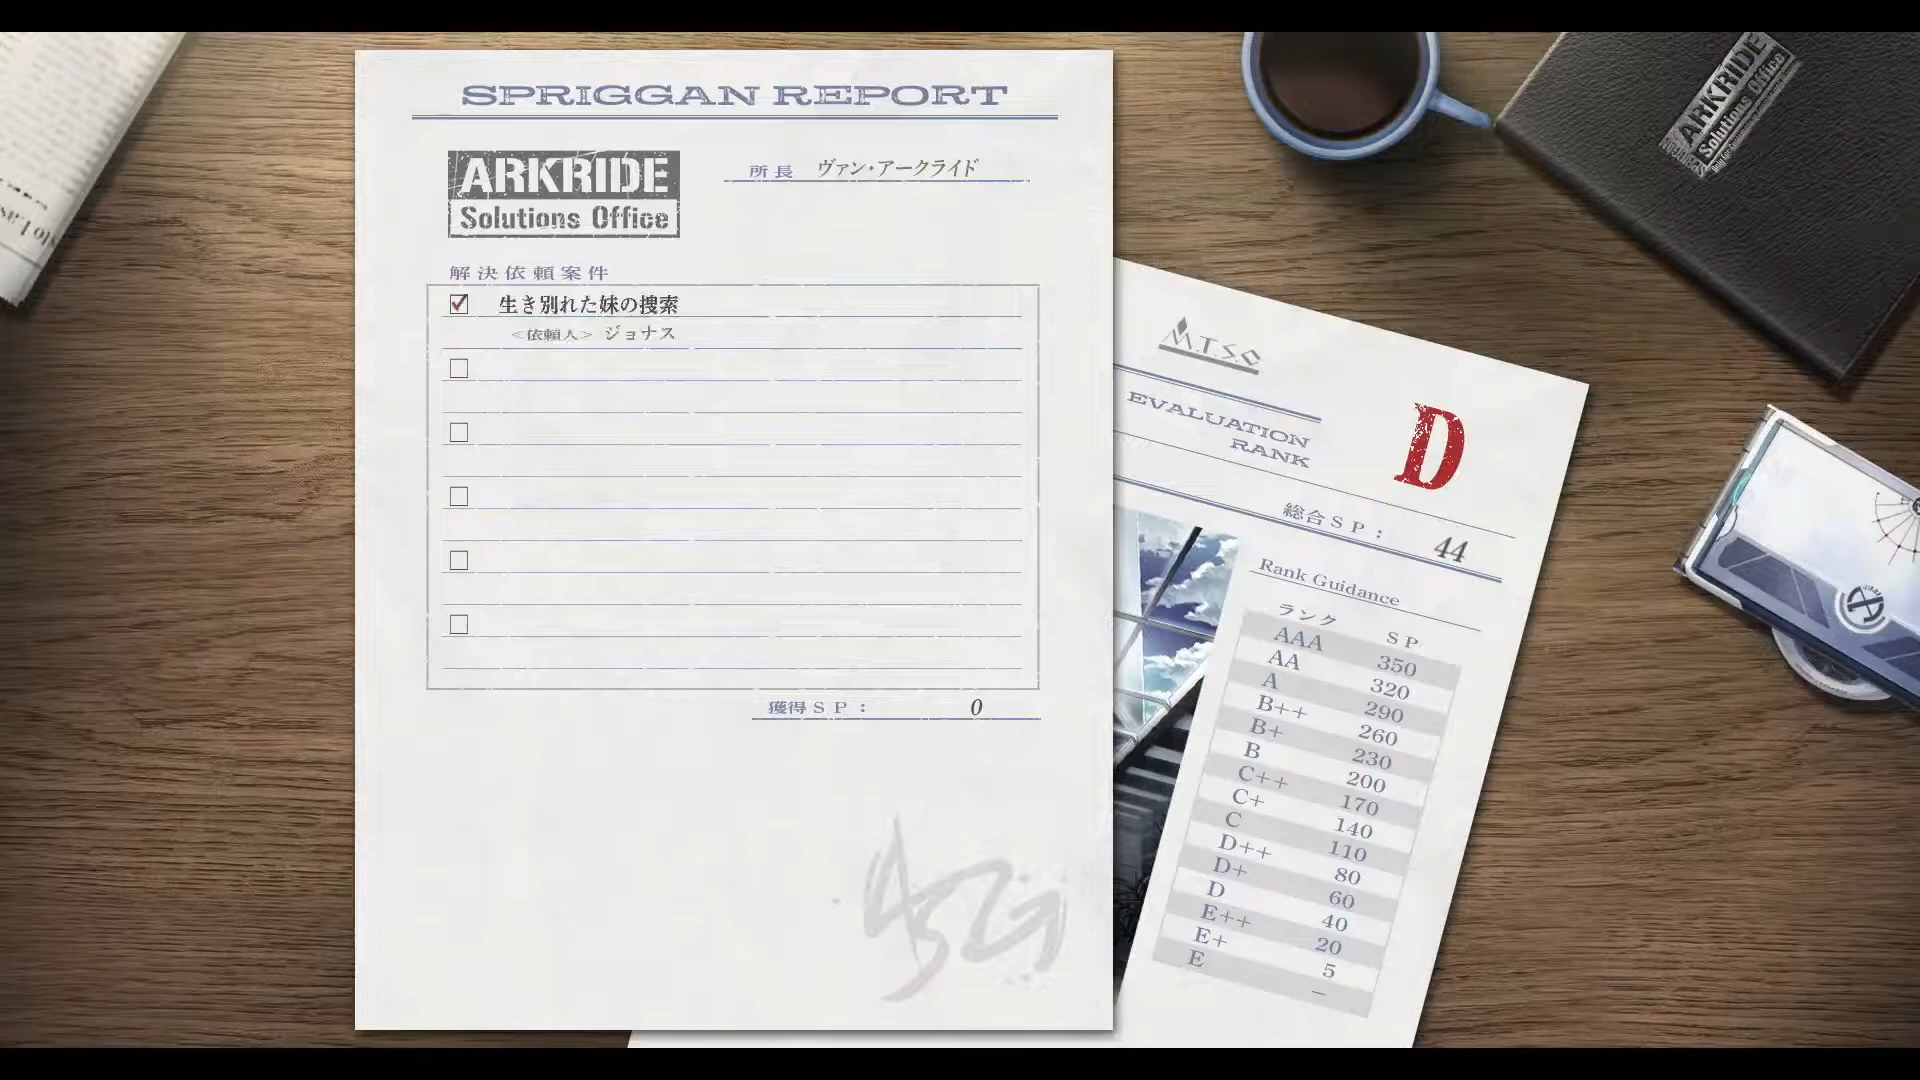 SPRIGGAN REPORT
ARKRIDE
Solutions Office
所長 ヴァン・アークライド
解決依頼案件
生き別れた妹の捜索
<依頼人> ジョナス
獲得SP: 0
M.T.S.C
EVALUATION
RANK
D
総合SP: 44
Rank Guidance
ランク SP
AAA 350
AA 320
A 290
B++ 260
B+ 230
B 200
C++ 170
C+ 140
C 110
D++ 80
D+ 60
D 40
E++ 20
E+ 5
E –
ARKRIDE
Solutions Office